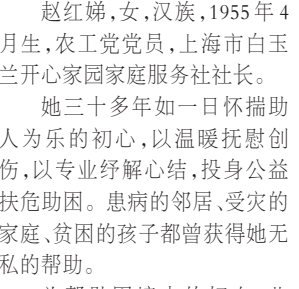 赵红娣,女,汉族,1955年4
月生,农工党党员,上海市白玉
兰开心家园家庭服务社社长。
她三十多年如一日怀揣助
人为乐的初心,以温暖抚慰创
伤,以专业纾解心结,投身公益
扶危助困。患病的邻居、受灾的
家庭、贫困的孩子都曾获得她无
私的帮助。